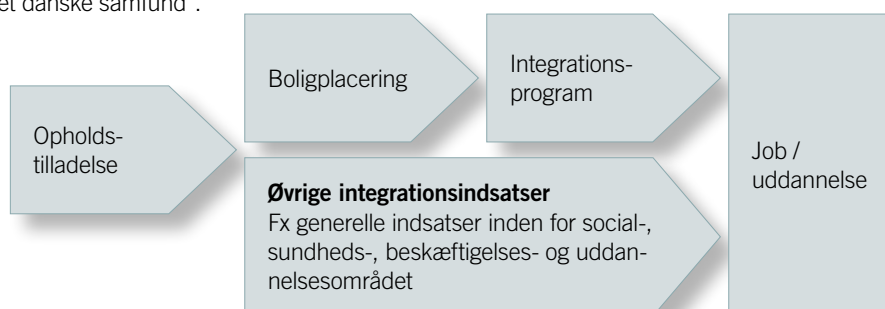 et danske samfund”.
Opholds-
tilladelse
Boligplacering
Integrations-
program
Øvrige integrationsindsatser
Fx generelle indsatser inden for social-,
sundheds-, beskæftigelses- og uddan-
nelsesområdet
Job /
uddannelse